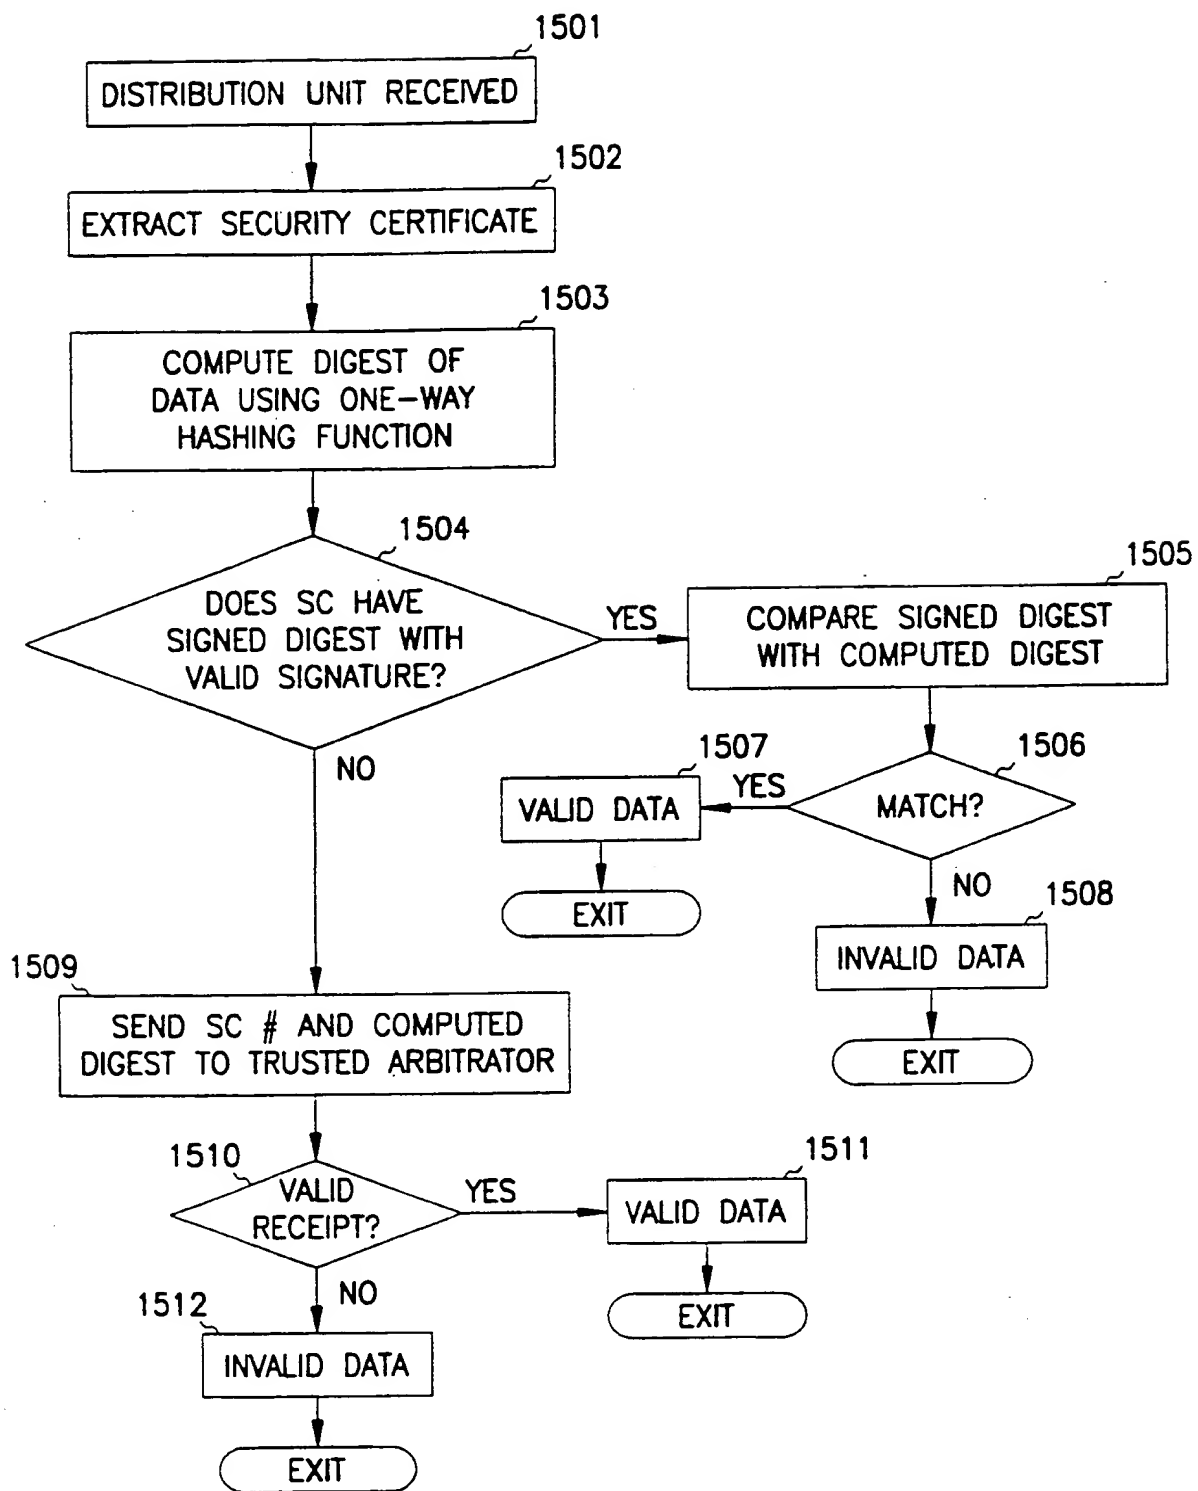 1501
DISTRIBUTION UNIT RECEIVED
1502
EXTRACT SECURITY CERTIFICATE
1503
COMPUTE DIGEST OF
DATA USING ONE-WAY
HASHING FUNCTION
1504
DOES SC HAVE
SIGNED DIGEST WITH
VALID SIGNATURE?
YES
1505
COMPARE SIGNED DIGEST
WITH COMPUTED DIGEST
NO
1506
MATCH?
YES
1507
VALID DATA
EXIT
NO
1508
INVALID DATA
EXIT
1509
SEND SC # AND COMPUTED
DIGEST TO TRUSTED ARBITRATOR
1510
VALID
RECEIPT?
YES
1511
VALID DATA
EXIT
NO
1512
INVALID DATA
EXIT